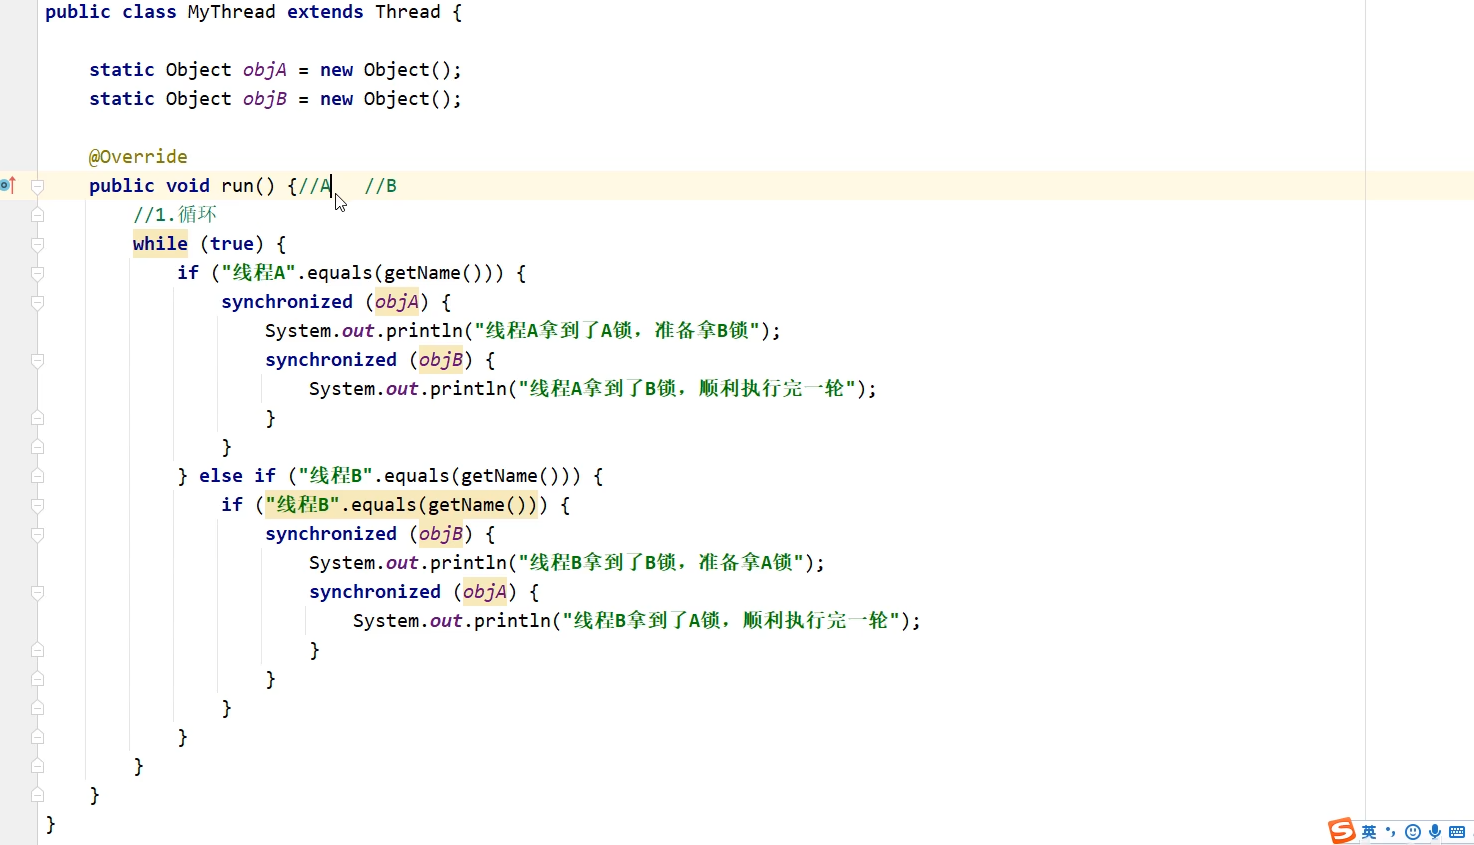 public class MyThread extends Thread {
static Object objA = new Object();
static Object objB = new Object();
@Override
public void run() {//A //B
//1.循环
while (true) {
if ("线程A".equals(getName())) {
synchronized (objA) {
System.out.println("线程A拿到了A锁，准备拿B锁");
synchronized (objB) {
System.out.println("线程A拿到了B锁，顺利执行完一轮");
}
}
} else if ("线程B".equals(getName())) {
if ("线程B".equals(getName())) {
synchronized (objB) {
System.out.println("线程B拿到了B锁，准备拿A锁");
synchronized (objA) {
System.out.println("线程B拿到了A锁，顺利执行完一轮");
}
}
}
}
}
}
}
S 英